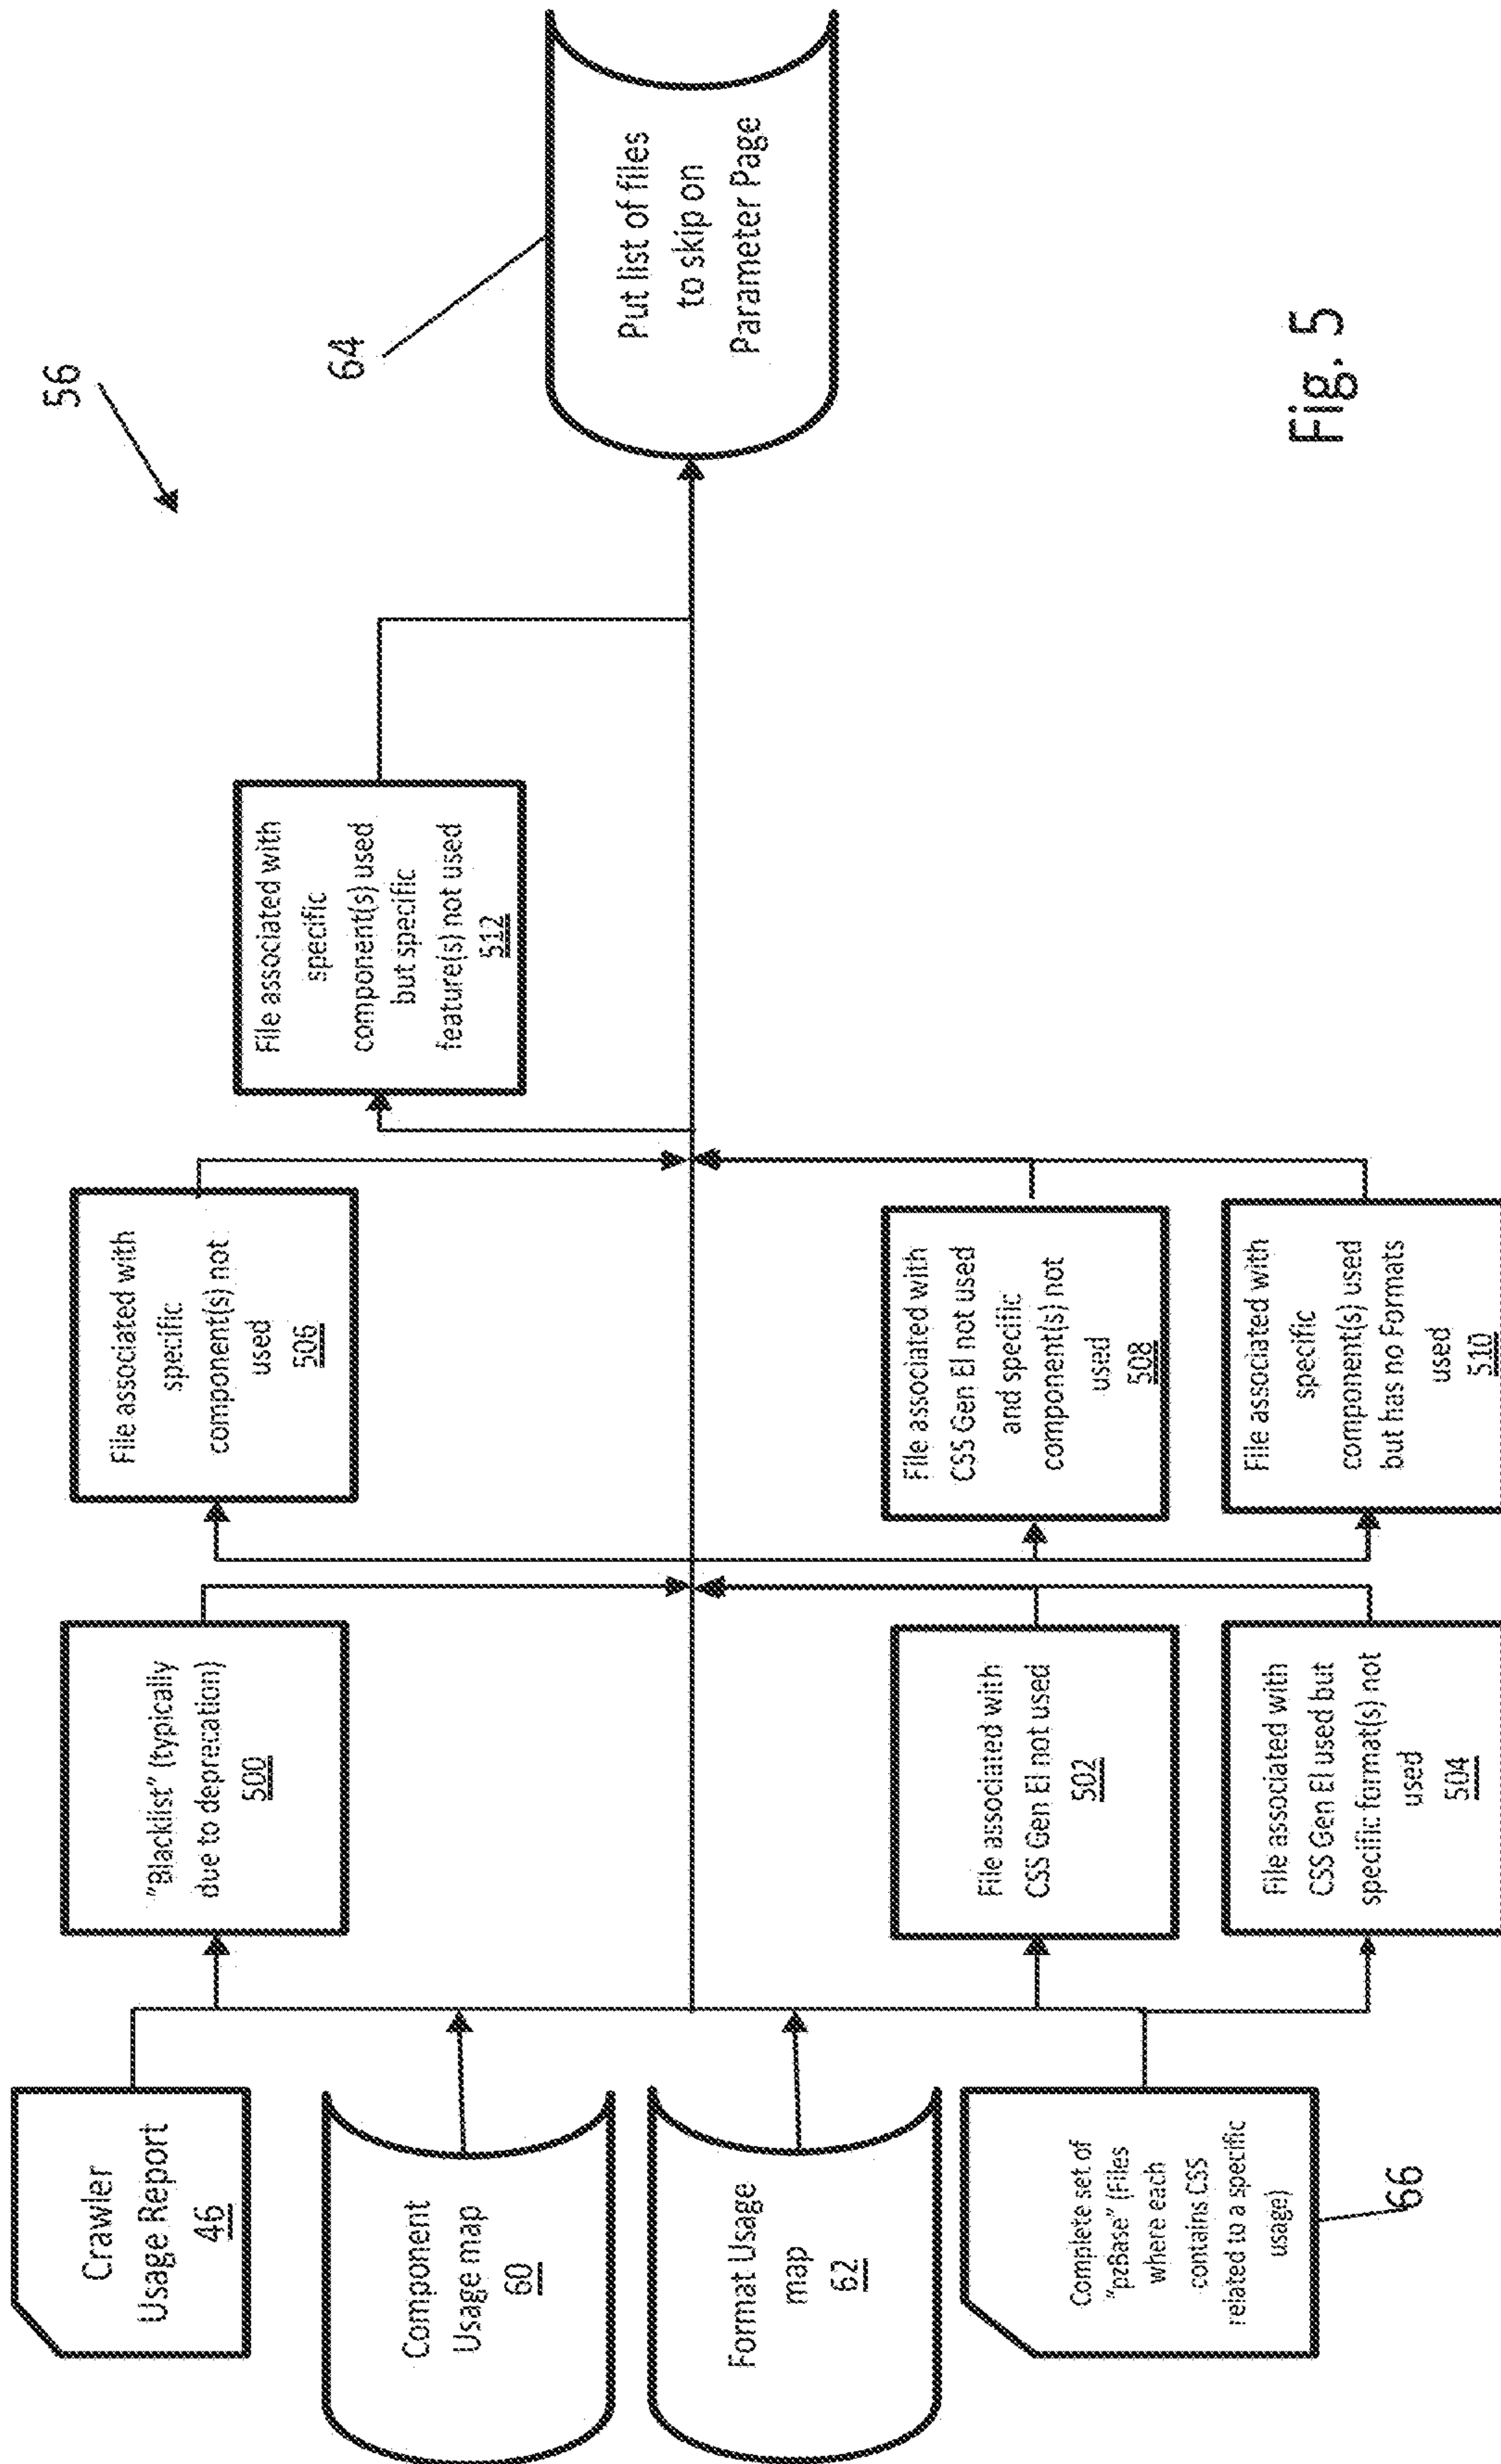 56
Crawler
Usage Report
46
Component
Usage map
60
Format Usage
map
62
Complete set of
"pzBase" (Files
where each
contains CSS
related to a specific
usage)
66
"Blacklist" (typically
due to deprecation)
500
File associated with
CSS Gen El not used
502
File associated with
CSS Gen El used but
specific format(s) not
used
504
File associated with
specific
component(s) not
used
506
File associated with
CSS Gen El not used
and specific
component(s) not
used
508
File associated with
specific
component(s) used
but has no Formats
used
510
File associated with
specific
component(s) used
but specific
feature(s) not used
512
64
Put list of files
to skip on
Parameter Page
Fig. 5